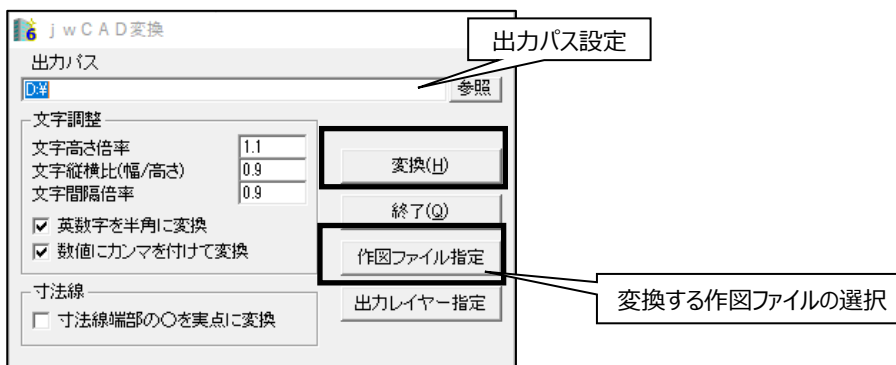 jwCAD変換
出力パス設定
出力パス
D:¥
参照
文字調整
文字高さ倍率 1.1
文字縦横比(幅/高さ) 0.9
文字間隔倍率 0.9
英数字を半角に変換
数値にカンマを付けて変換
変換(H)
終了(Q)
作図ファイル指定
出力レイヤー指定
変換する作図ファイルの選択
寸法線
寸法線端部の〇を実点に変換